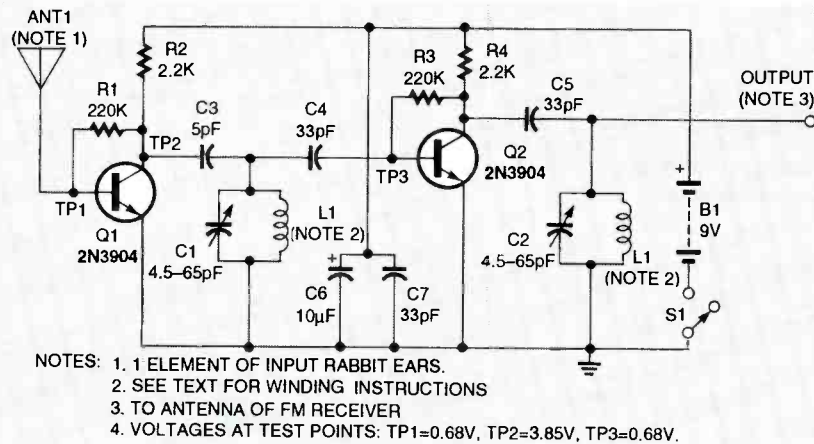 ANT1
(NOTE 1)
R2
2.2K
R1
220K
TP2
C3
5pF
C4
33pF
R3
220K
R4
2.2K
C5
33pF
OUTPUT
(NOTE 3)
TP1
Q1
2N3904
C1
4.5–65pF
L1
(NOTE 2)
TP3
Q2
2N3904
+
C6
10µF
C7
33pF
C2
4.5–65pF
L1
(NOTE 2)
+
B1
9V
S1
NOTES: 1. 1 ELEMENT OF INPUT RABBIT EARS.
2. SEE TEXT FOR WINDING INSTRUCTIONS
3. TO ANTENNA OF FM RECEIVER
4. VOLTAGES AT TEST POINTS: TP1=0.68V, TP2=3.85V, TP3=0.68V.